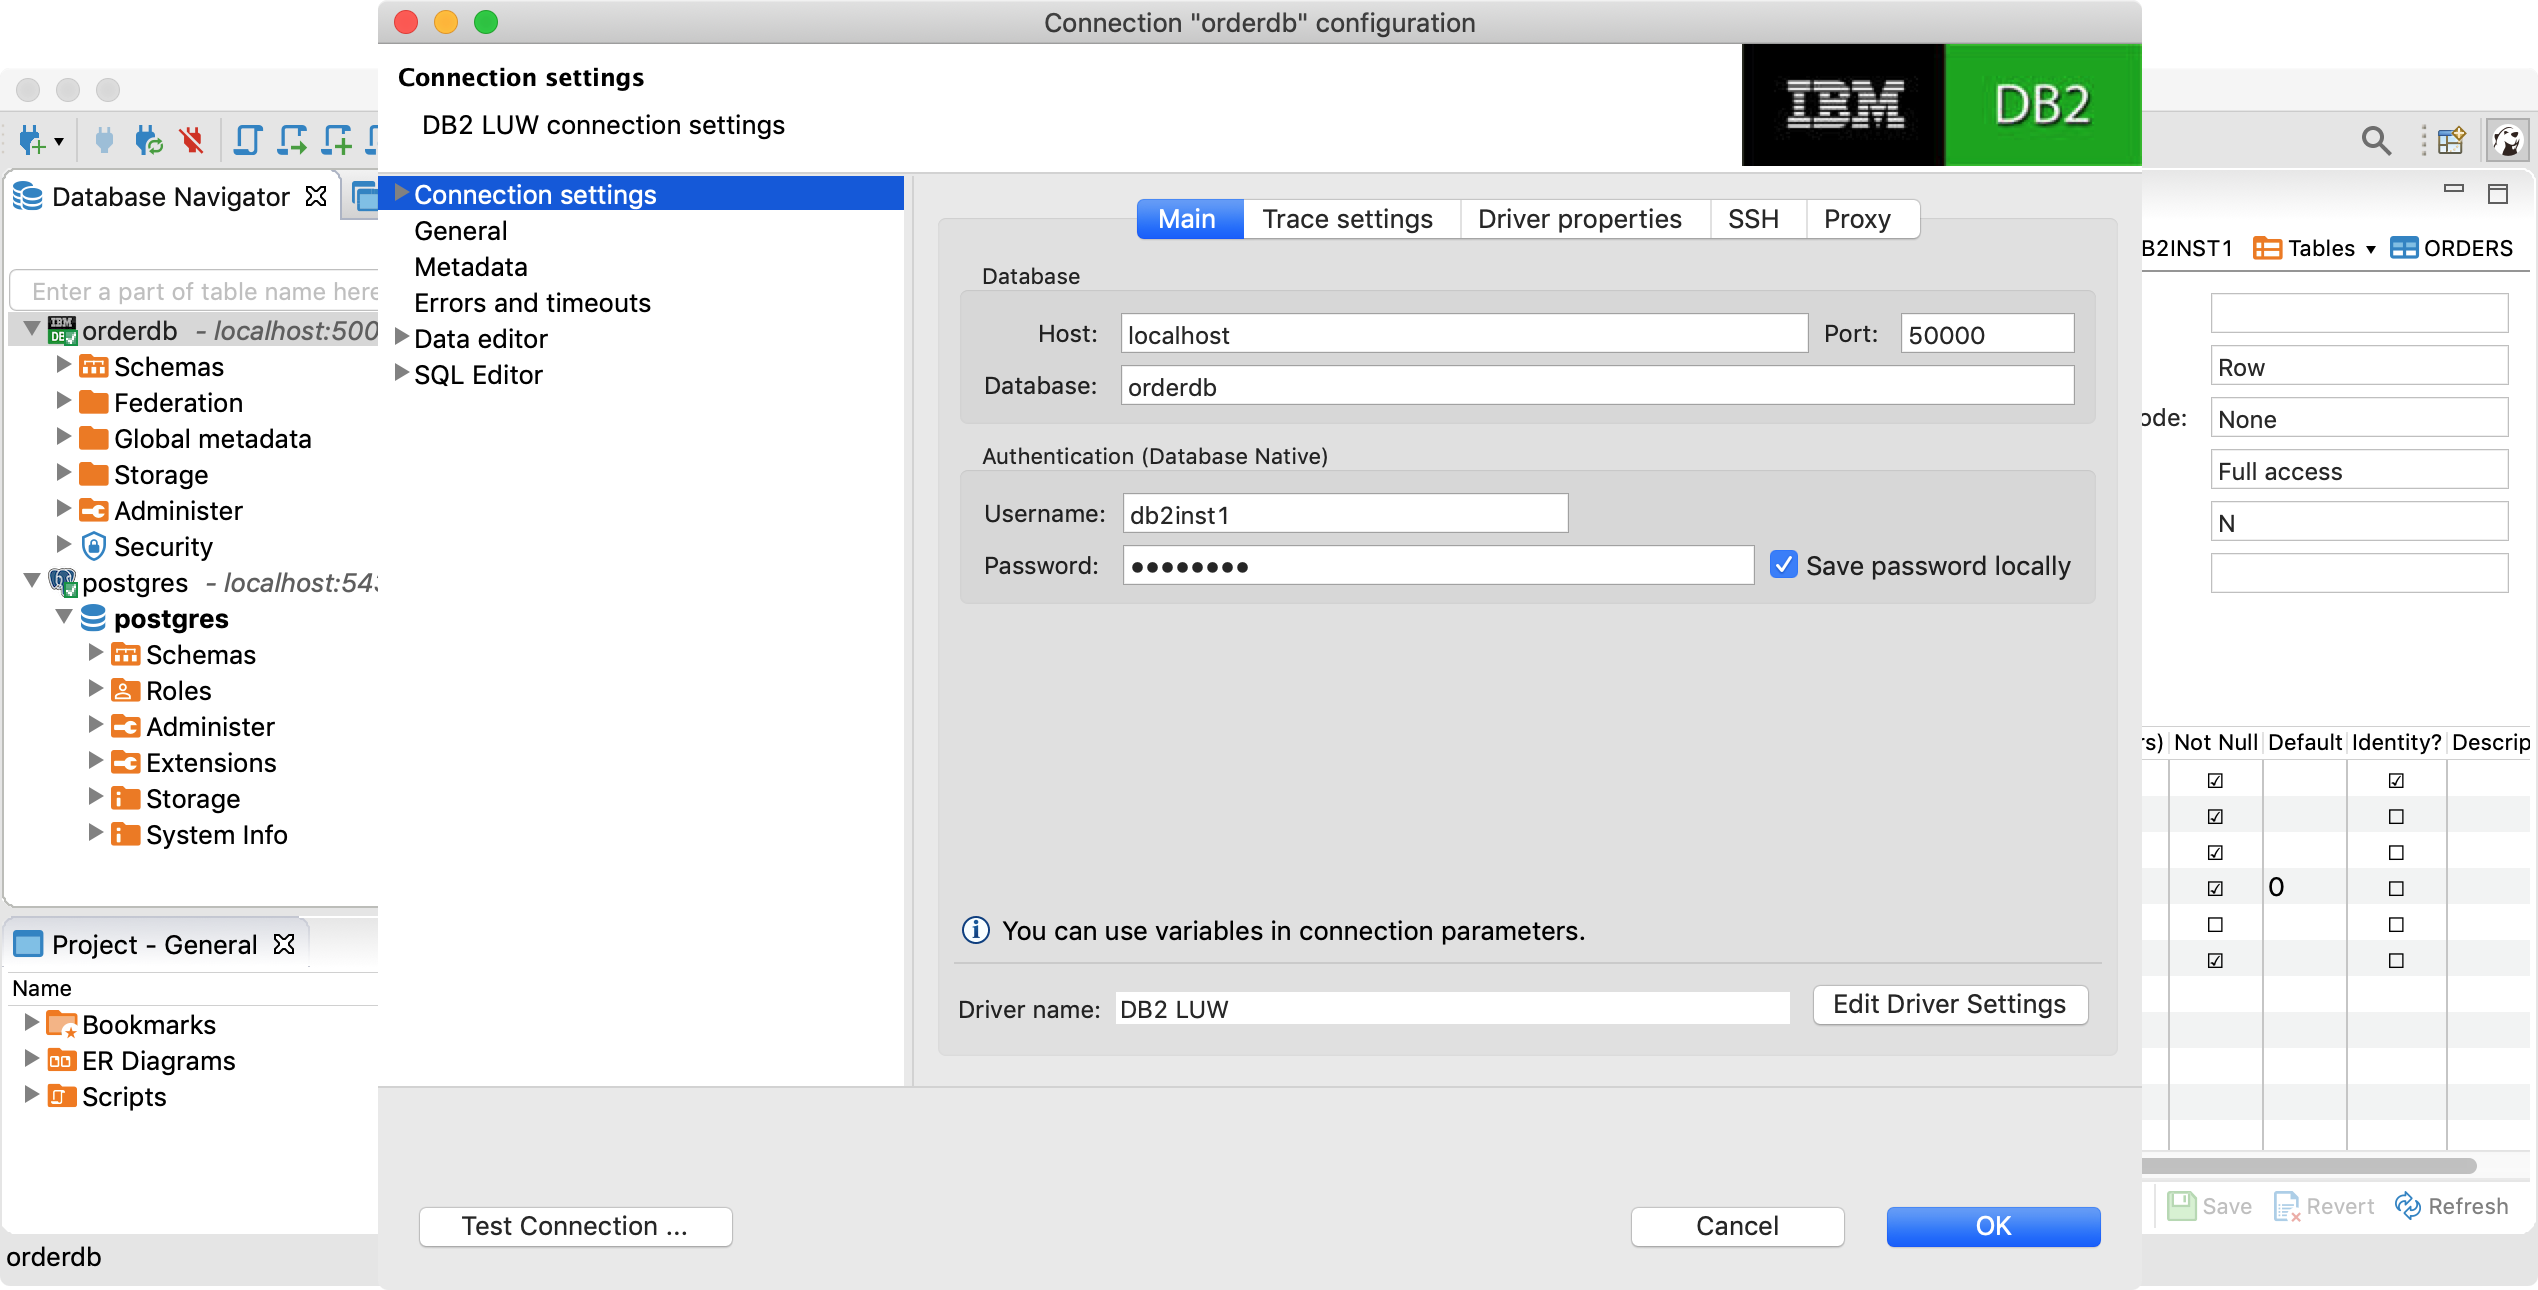 Connection "orderdb" configuration
Connection settings
DB2 LUW connection settings
IBM DB2
Database Navigator
Enter a part of table name here
orderdb - localhost:500
Schemas
Federation
Global metadata
Storage
Administer
Security
postgres - localhost:543
postgres
Schemas
Roles
Administer
Extensions
Storage
System Info
Project - General
Name
Bookmarks
ER Diagrams
Scripts
orderdb
Connection settings
General
Metadata
Errors and timeouts
Data editor
SQL Editor
Main Trace settings Driver properties SSH Proxy
Database
Host: localhost Port: 50000
Database: orderdb
Authentication (Database Native)
Username: db2inst1
Password: •••••••• Save password locally
You can use variables in connection parameters.
Driver name: DB2 LUW Edit Driver Settings
Test Connection ... Cancel OK
B2INST1 Tables ORDERS
Row
ode: None
Full access
N
rs) Not Null Default Identity? Descrip
0
Save Revert Refresh